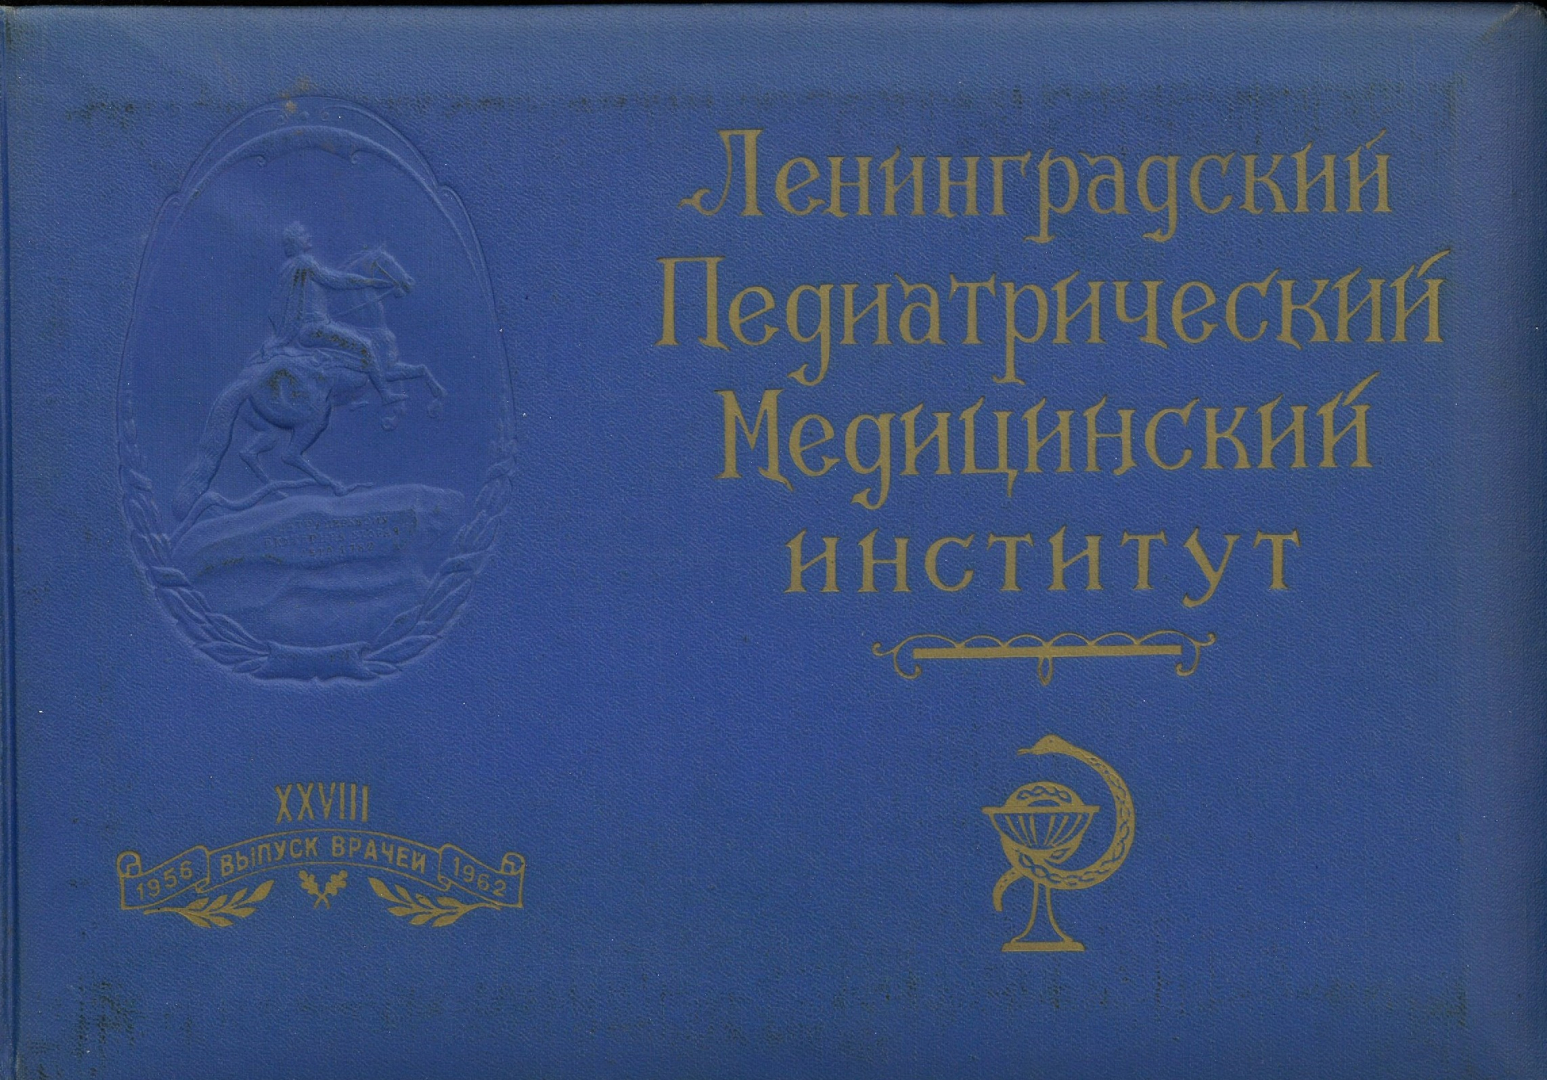 Ленинградский
Педиатрический
Медицинский
институт
XXVIII
1956 ВЫПУСК ВРАЧЕЙ 1962